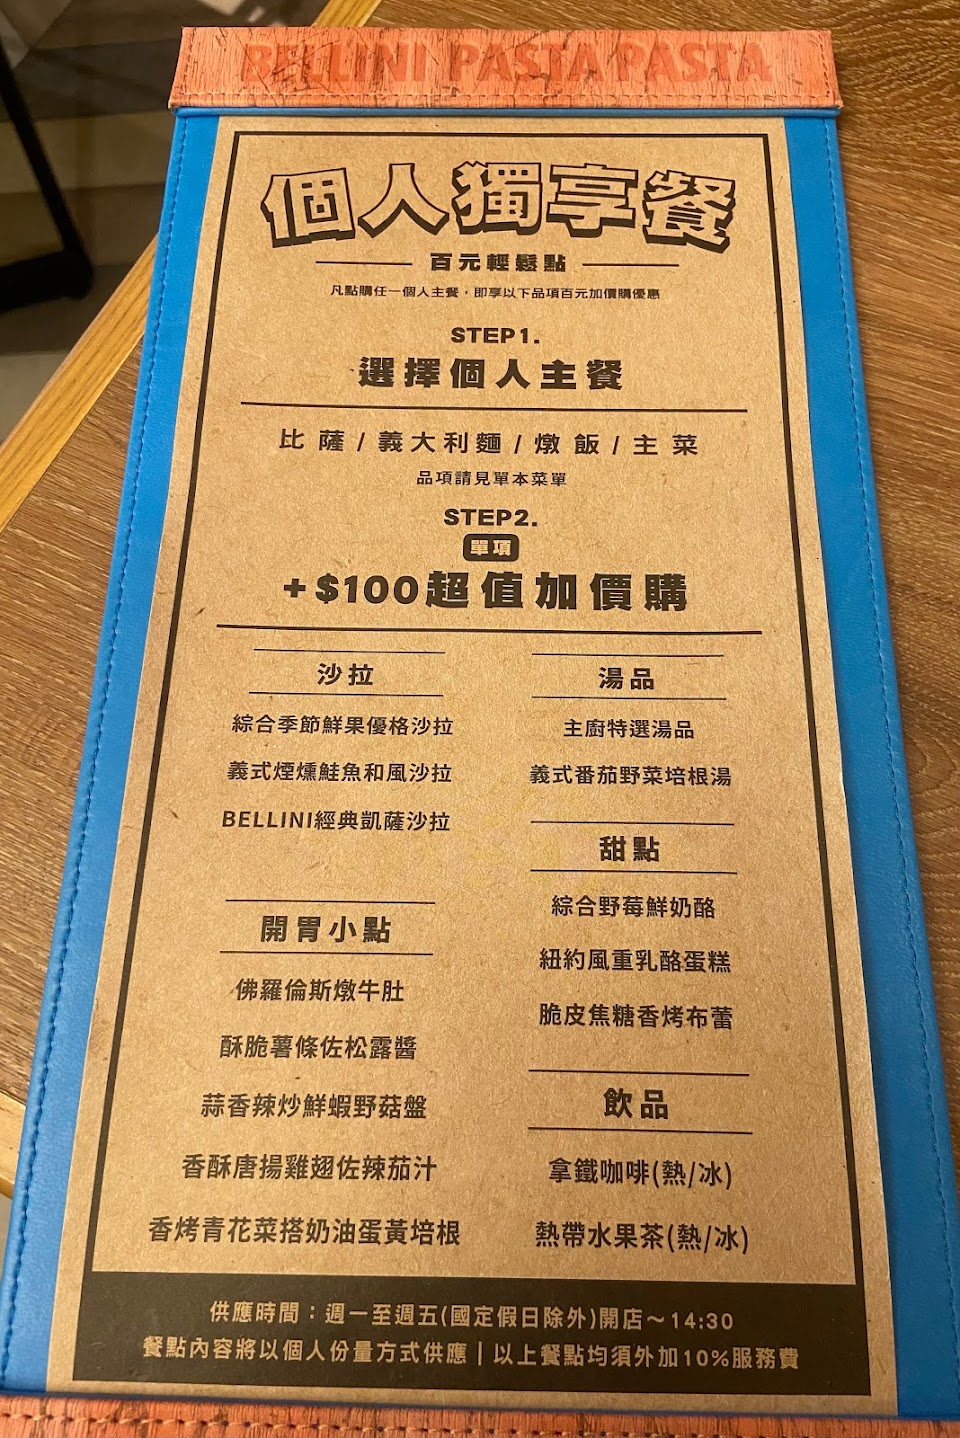 BELLINI PASTA PASTA
個人獨享餐
百元輕鬆點
凡點購任一個人主餐，即享以下品項百元加價購優惠
STEP1.
選擇個人主餐
比薩/義大利麵/燉飯/主菜
品項請見單本菜單
STEP2.
單項
+$100超值加價購
沙拉
綜合季節鮮果優格沙拉
義式煙燻鮭魚和風沙拉
BELLINI經典凱薩沙拉
開胃小點
佛羅倫斯燉牛肚
酥脆薯條佐松露醬
蒜香辣炒鮮蝦野菇盤
香酥唐揚雞翅佐辣茄汁
香烤青花菜搭奶油蛋黃培根
湯品
主廚特選湯品
義式番茄野菜培根湯
甜點
綜合野莓鮮奶酪
紐約風重乳酪蛋糕
脆皮焦糖香烤布蕾
飲品
拿鐵咖啡(熱/冰)
熱帶水果茶(熱/冰)
供應時間：週一至週五(國定假日除外)開店～14:30
餐點內容將以個人份量方式供應｜以上餐點均須外加10%服務費